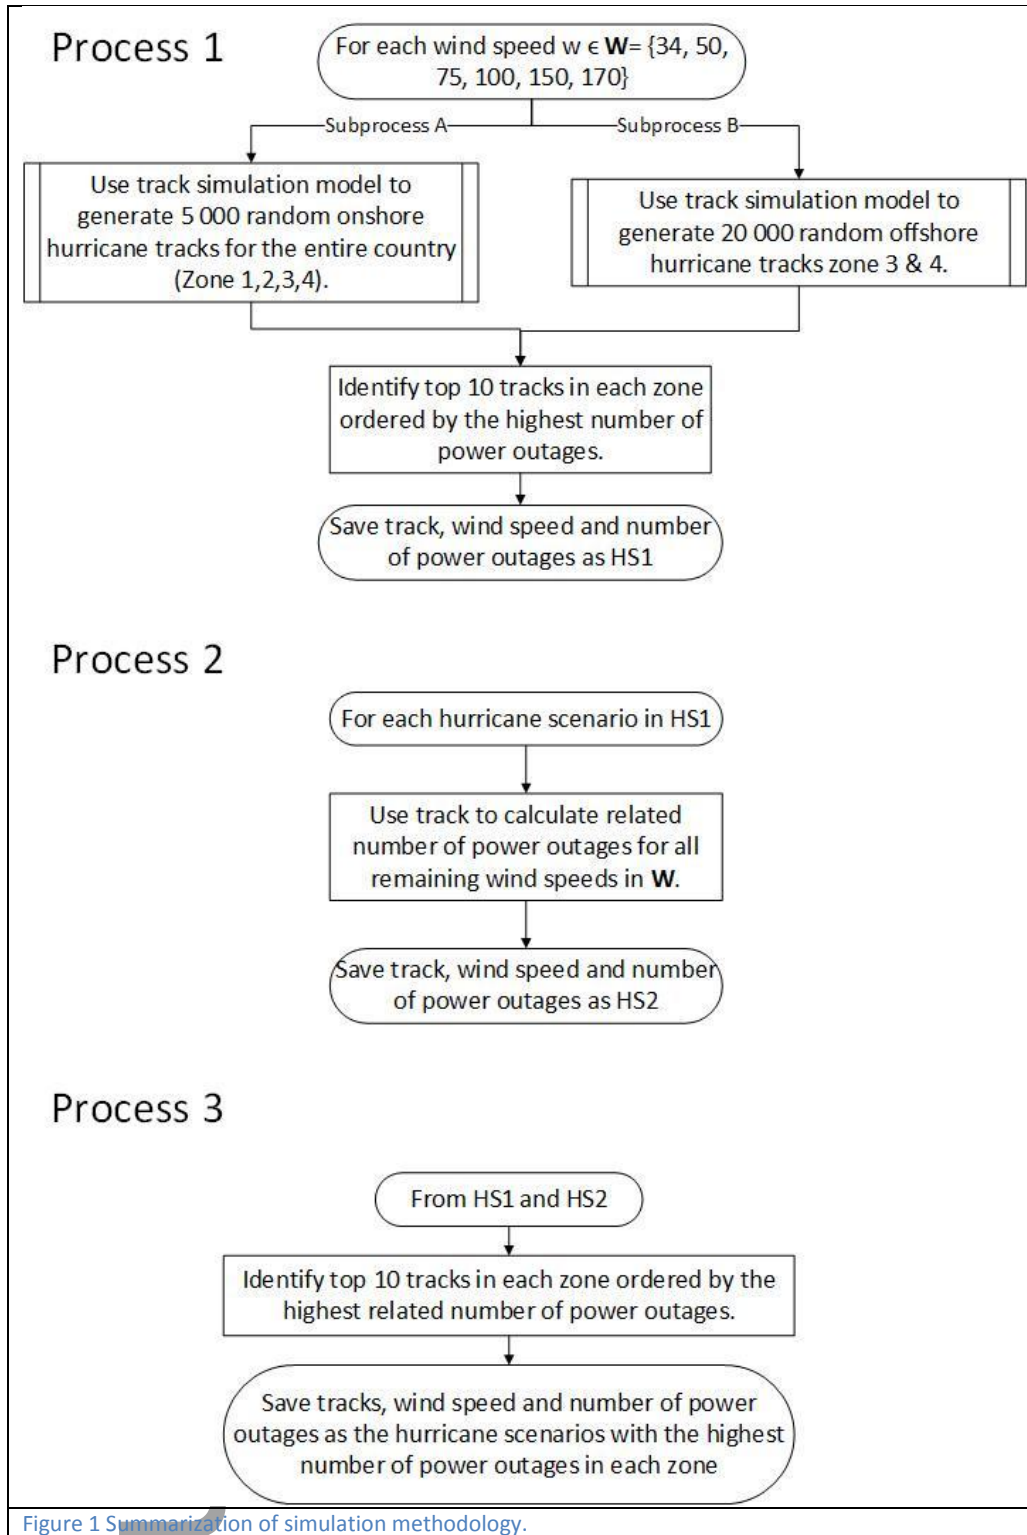 Process 1
For each wind speed w ϵ W= {34, 50,
75, 100, 150, 170}
Subprocess A
Subprocess B
Use track simulation model to
generate 5 000 random onshore
hurricane tracks for the entire country
(Zone 1,2,3,4).
Use track simulation model to
generate 20 000 random offshore
hurricane tracks zone 3 & 4.
Identify top 10 tracks in each zone
ordered by the highest number of
power outages.
Save track, wind speed and number
of power outages as HS1
Process 2
For each hurricane scenario in HS1
Use track to calculate related
number of power outages for all
remaining wind speeds in W.
Save track, wind speed and number
of power outages as HS2
Process 3
From HS1 and HS2
Identify top 10 tracks in each zone ordered by the
highest related number of power outages.
Save tracks, wind speed and number of power
outages as the hurricane scenarios with the highest
number of power outages in each zone
Figure 1 Summarization of simulation methodology.